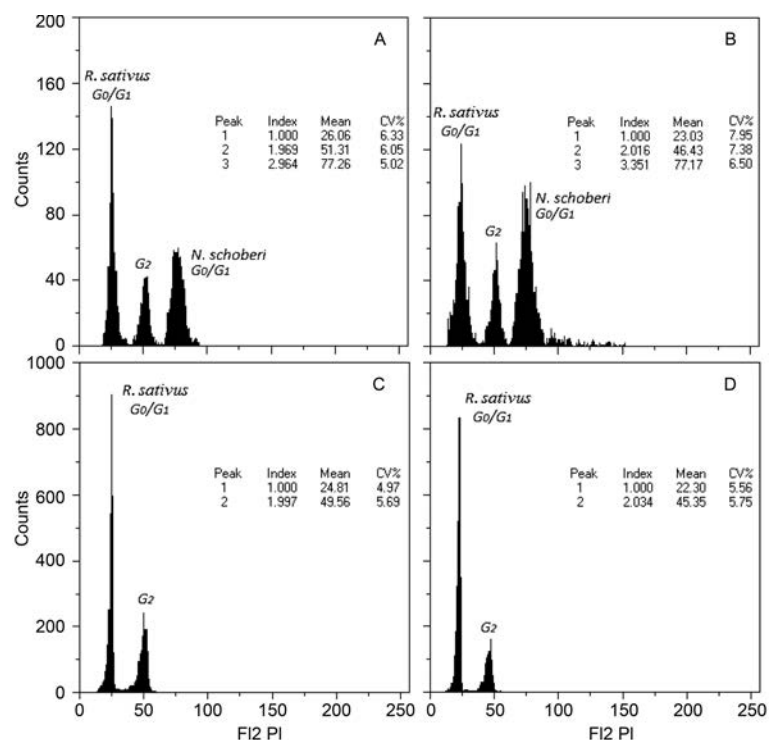 200
160
120
80
40
0
Counts
A
R. sativus
G0/G1
Peak Index Mean CV%
1 1.000 26.06 6.33
2 1.969 51.31 6.05
3 2.964 77.26 5.02
G2
N. schoberi
G0/G1
B
R. sativus
G0/G1
Peak Index Mean CV%
1 1.000 23.03 7.95
2 2.016 46.43 7.38
3 3.351 77.17 6.50
N. schoberi
G0/G1
G2
1000
800
600
400
200
0
Counts
C
R. sativus
G0/G1
Peak Index Mean CV%
1 1.000 24.81 4.97
2 1.997 49.56 5.69
G2
0 50 100 150 200 250
Fl2 PI
D
R. sativus
G0/G1
Peak Index Mean CV%
1 1.000 22.30 5.56
2 2.034 45.35 5.75
G2
0 50 100 150 200 250
Fl2 PI